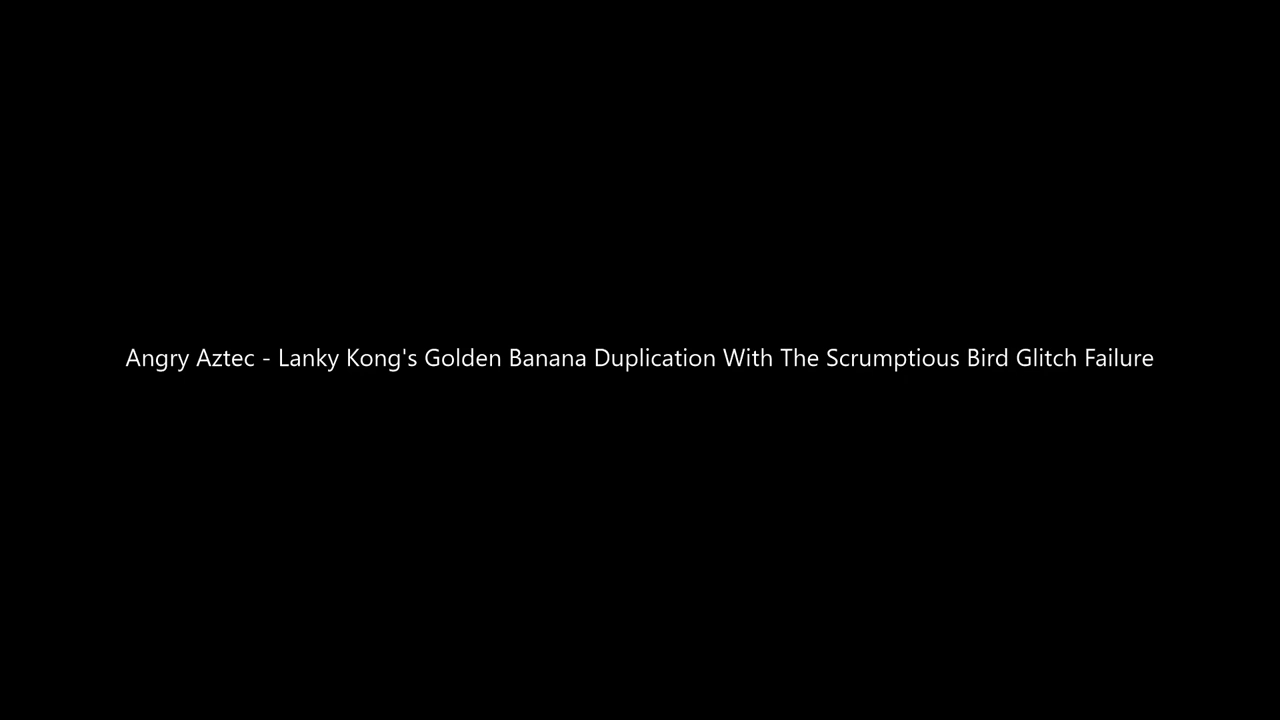 Angry Aztec - Lanky Kong's Golden Banana Duplication With The Scrumptious Bird Glitch Failure